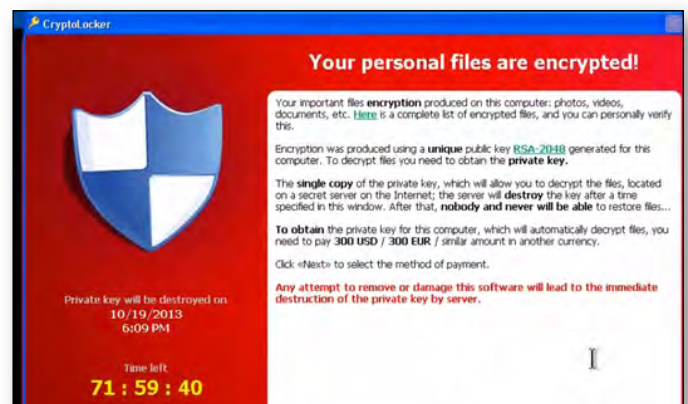 CryptoLocker
Your personal files are encrypted!
Your important files encryption produced on this computer: photos, videos,
documents, etc. Here is a complete list of encrypted files, and you can personally verify
this.
Encryption was produced using a unique public key RSA-2048 generated for this
computer. To decrypt files you need to obtain the private key.
The single copy of the private key, which will allow you to decrypt the files, located
on a secret server on the Internet; the server will destroy the key after a time
specified in this window. After that, nobody and never will be able to restore files...
To obtain the private key for this computer, which will automatically decrypt files, you
need to pay 300 USD / 300 EUR / similar amount in another currency.
Click «Next» to select the method of payment.
Any attempt to remove or damage this software will lead to the immediate
destruction of the private key by server.
Private key will be destroyed on
10/19/2013
6:09 PM
Time left
71 : 59 : 40